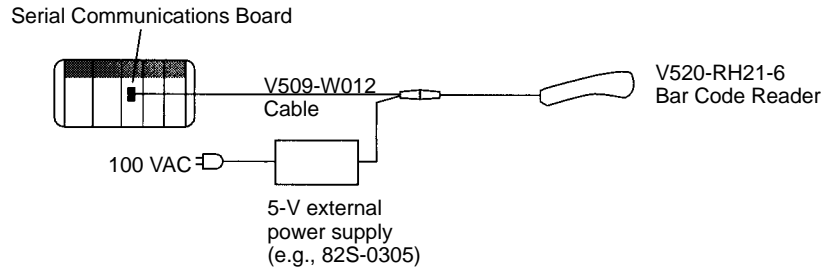 Serial Communications Board
V509-W012
Cable
V520-RH21-6
Bar Code Reader
100 VAC
5-V external
power supply
(e.g., 82S-0305)